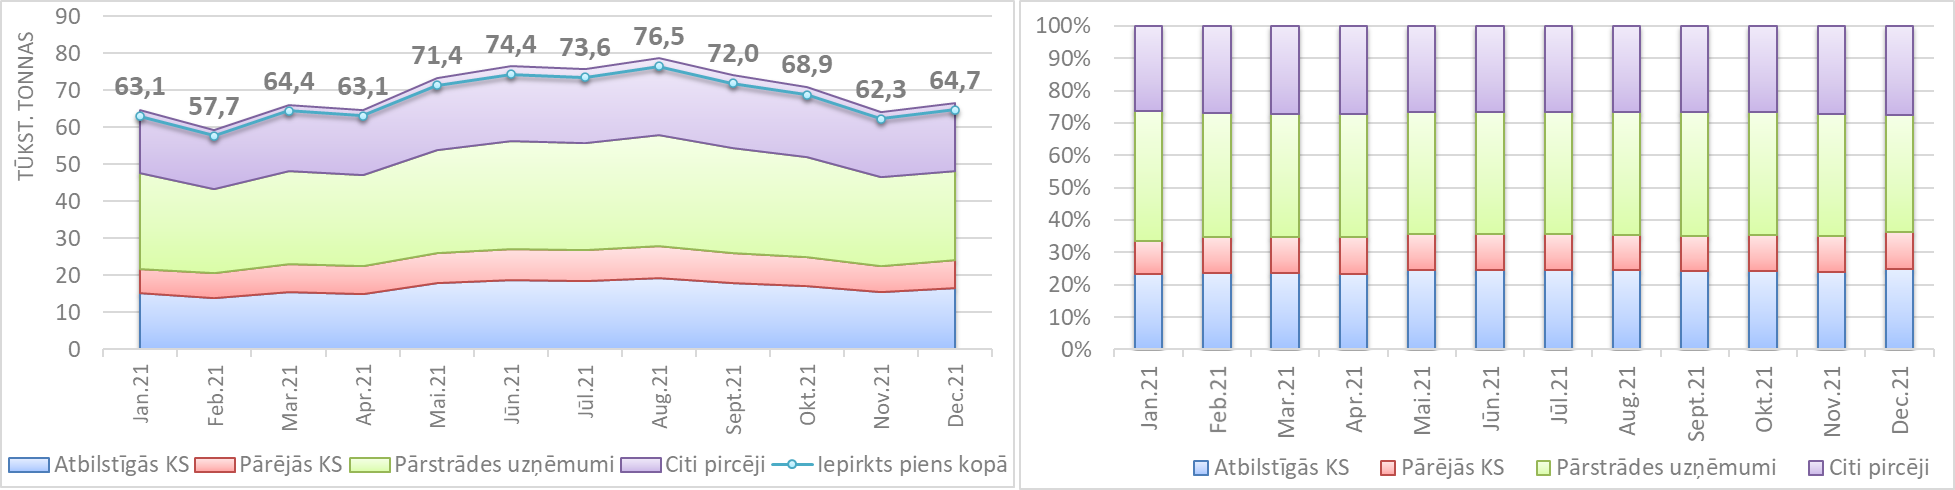 TŪKST. TONNAS
90
80
70
60
50
40
30
20
10
0
63,1
57,7
64,4
63,1
71,4
74,4
73,6
76,5
72,0
68,9
62,3
64,7
Jan.21
Feb.21
Mar.21
Apr.21
Mai.21
Jūn.21
Jūl.21
Aug.21
Sept.21
Okt.21
Nov.21
Dec.21
Atbilstīgās KS Pārējās KS Pārstrādes uzņēmumi Citi pircēji Iepirkts piens kopā
100%
90%
80%
70%
60%
50%
40%
30%
20%
10%
0%
Jan.21
Feb.21
Mar.21
Apr.21
Mai.21
Jūn.21
Jūl.21
Aug.21
Sept.21
Okt.21
Nov.21
Dec.21
Atbilstīgās KS Pārējās KS Pārstrādes uzņēmumi Citi pircēji